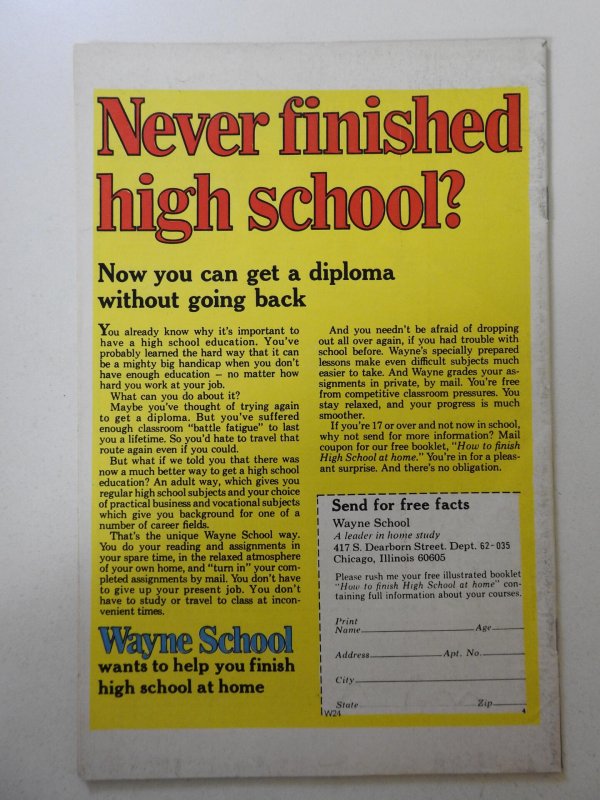 Never finished
high school?
Now you can get a diploma
without going back
You already know why it's important to
have a high school education. You've
probably learned the hard way that it can
be a mighty big handicap when you don't
have enough education – no matter how
hard you work at your job.
What can you do about it?
Maybe you've thought of trying again
to get a diploma. But you've suffered
enough classroom "battle fatigue" to last
you a lifetime. So you'd hate to travel that
route again even if you could.
But what if we told you that there was
now a much better way to get a high school
education? An adult way, which gives you
regular high school subjects and your choice
of practical business and vocational subjects
which give you background for one of a
number of career fields.
That's the unique Wayne School way.
You do your reading and assignments in
your spare time, in the relaxed atmosphere
of your own home, and "turn in" your com-
pleted assignments by mail. You don't have
to give up your present job. You don't
have to study or travel to class at incon-
venient times.
Wayne School
wants to help you finish
high school at home
And you needn't be afraid of dropping
out all over again, if you had trouble with
school before. Wayne's specially prepared
lessons make even difficult subjects much
easier to take. And Wayne grades your as-
signments in private, by mail. You're free
from competitive classroom pressures. You
stay relaxed, and your progress is much
smoother.
If you're 17 or over and not now in school,
why not send for more information? Mail
coupon for our free booklet, "How to finish
High School at home." You're in for a pleas-
ant surprise. And there's no obligation.
Send for free facts
Wayne School
A leader in home study
417 S. Dearborn Street. Dept. 62-035
Chicago, Illinois 60605
Please rush me your free illustrated booklet
"How to finish High School at home" con-
taining full information about your courses.
Print
Name Age
Address Apt. No.
City
State Zip
W24 4